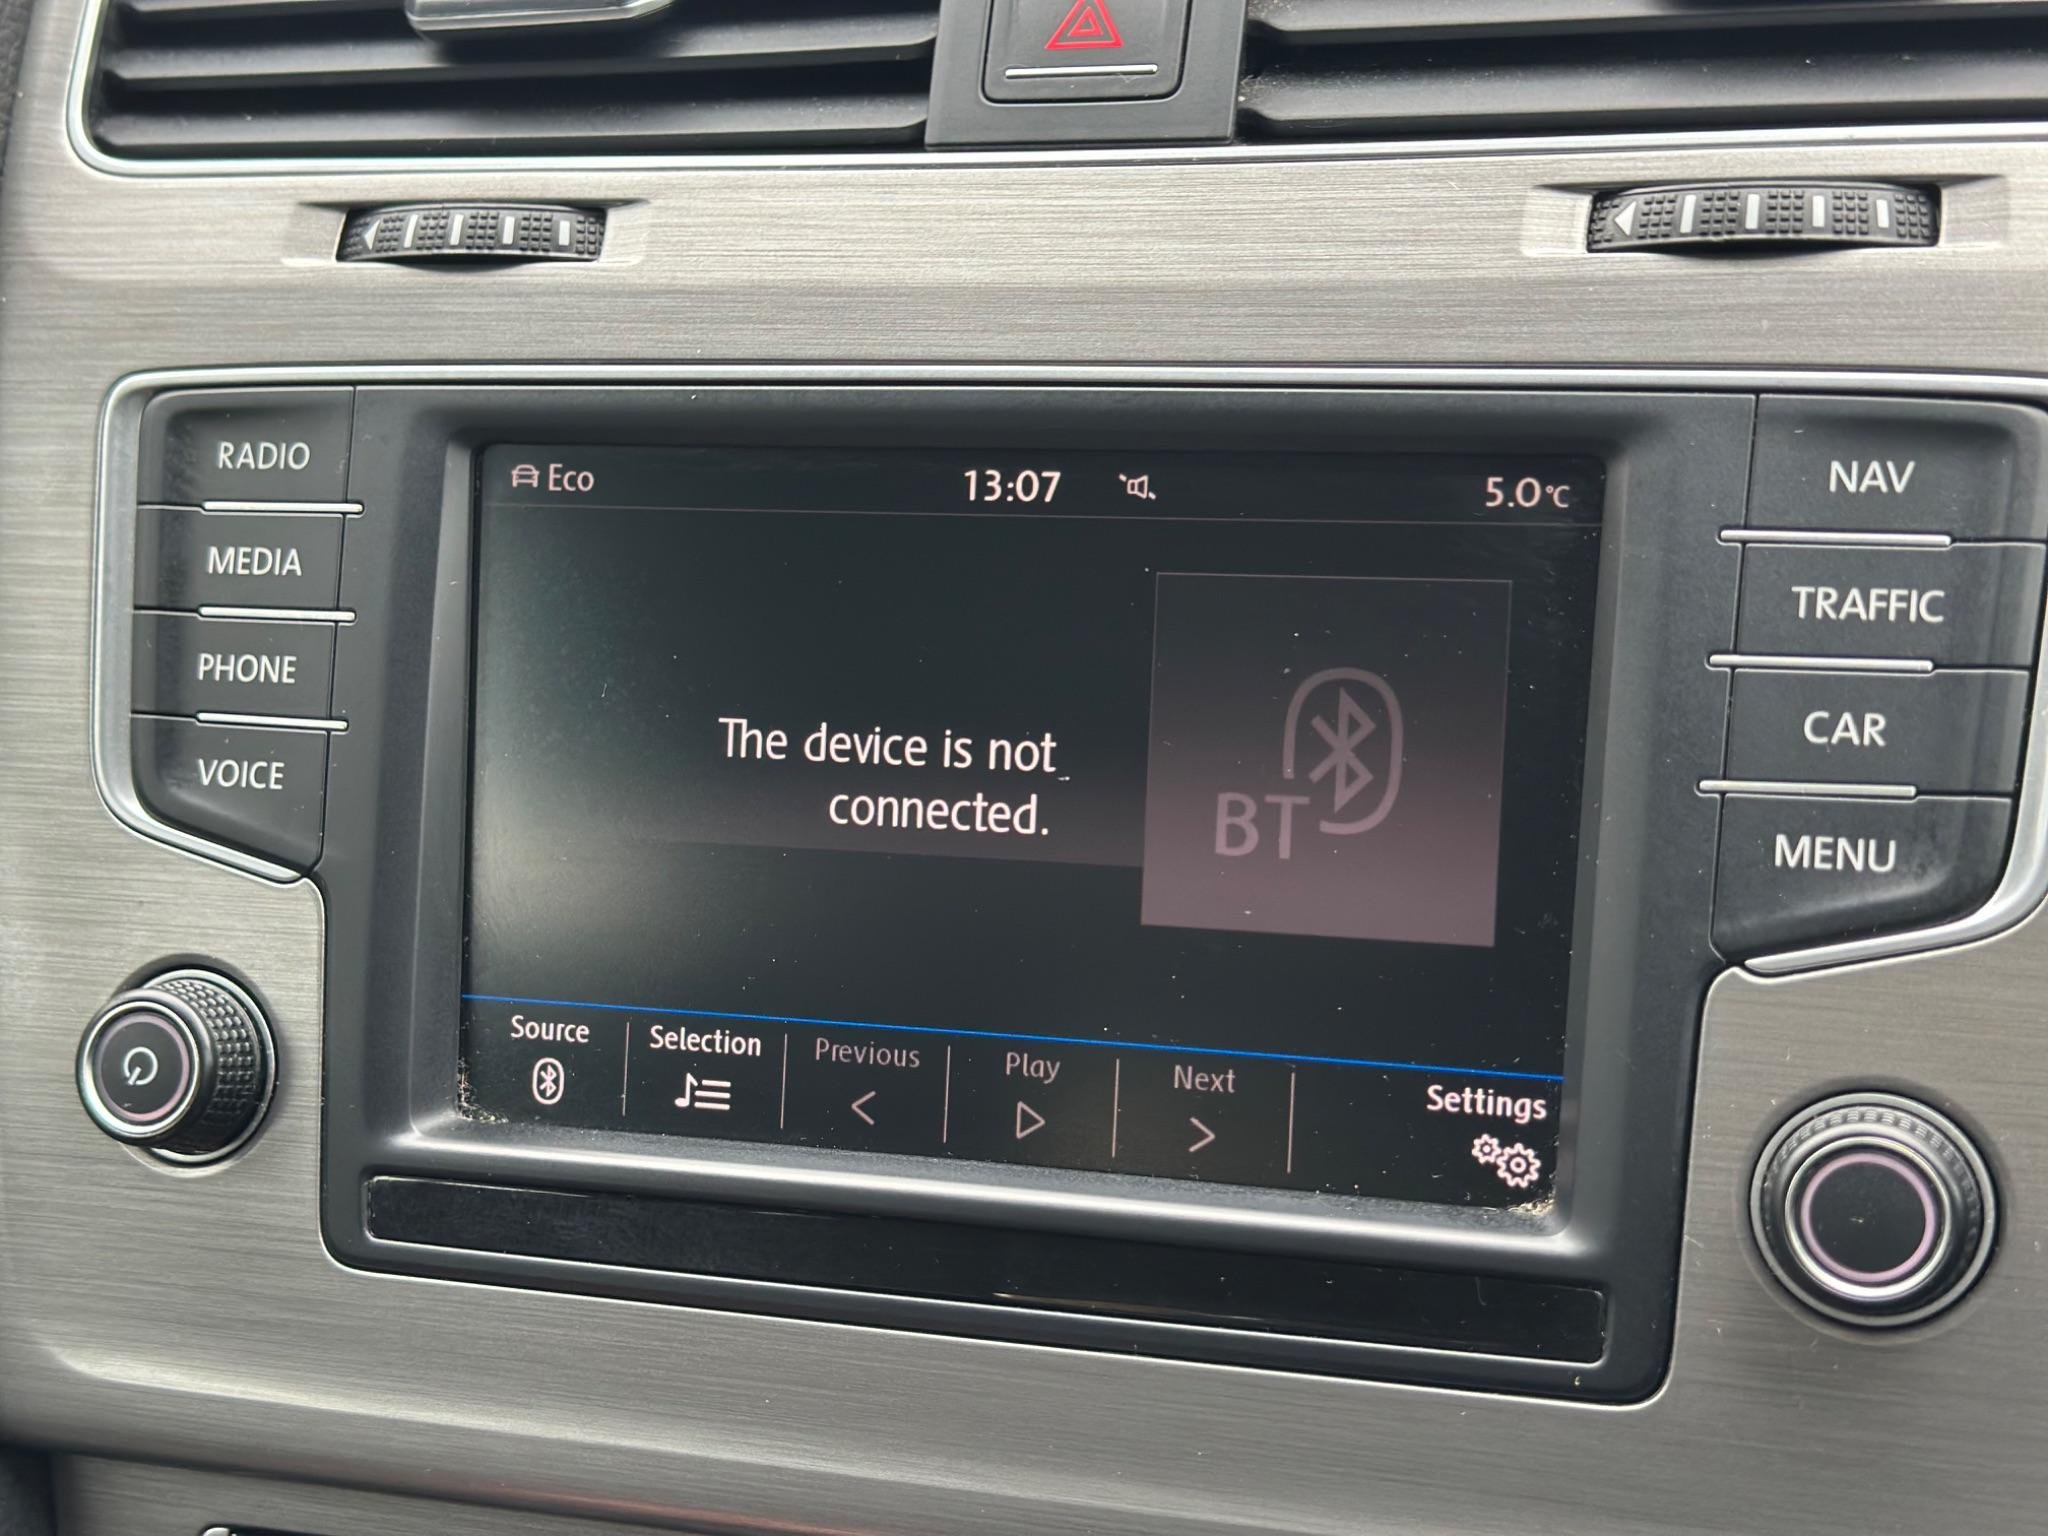 RADIO
MEDIA
PHONE
VOICE
Eco
13:07
5.0°C
The device is not
connected.
BT
Source
Selection
Previous
Play
Next
Settings
NAV
TRAFFIC
CAR
MENU